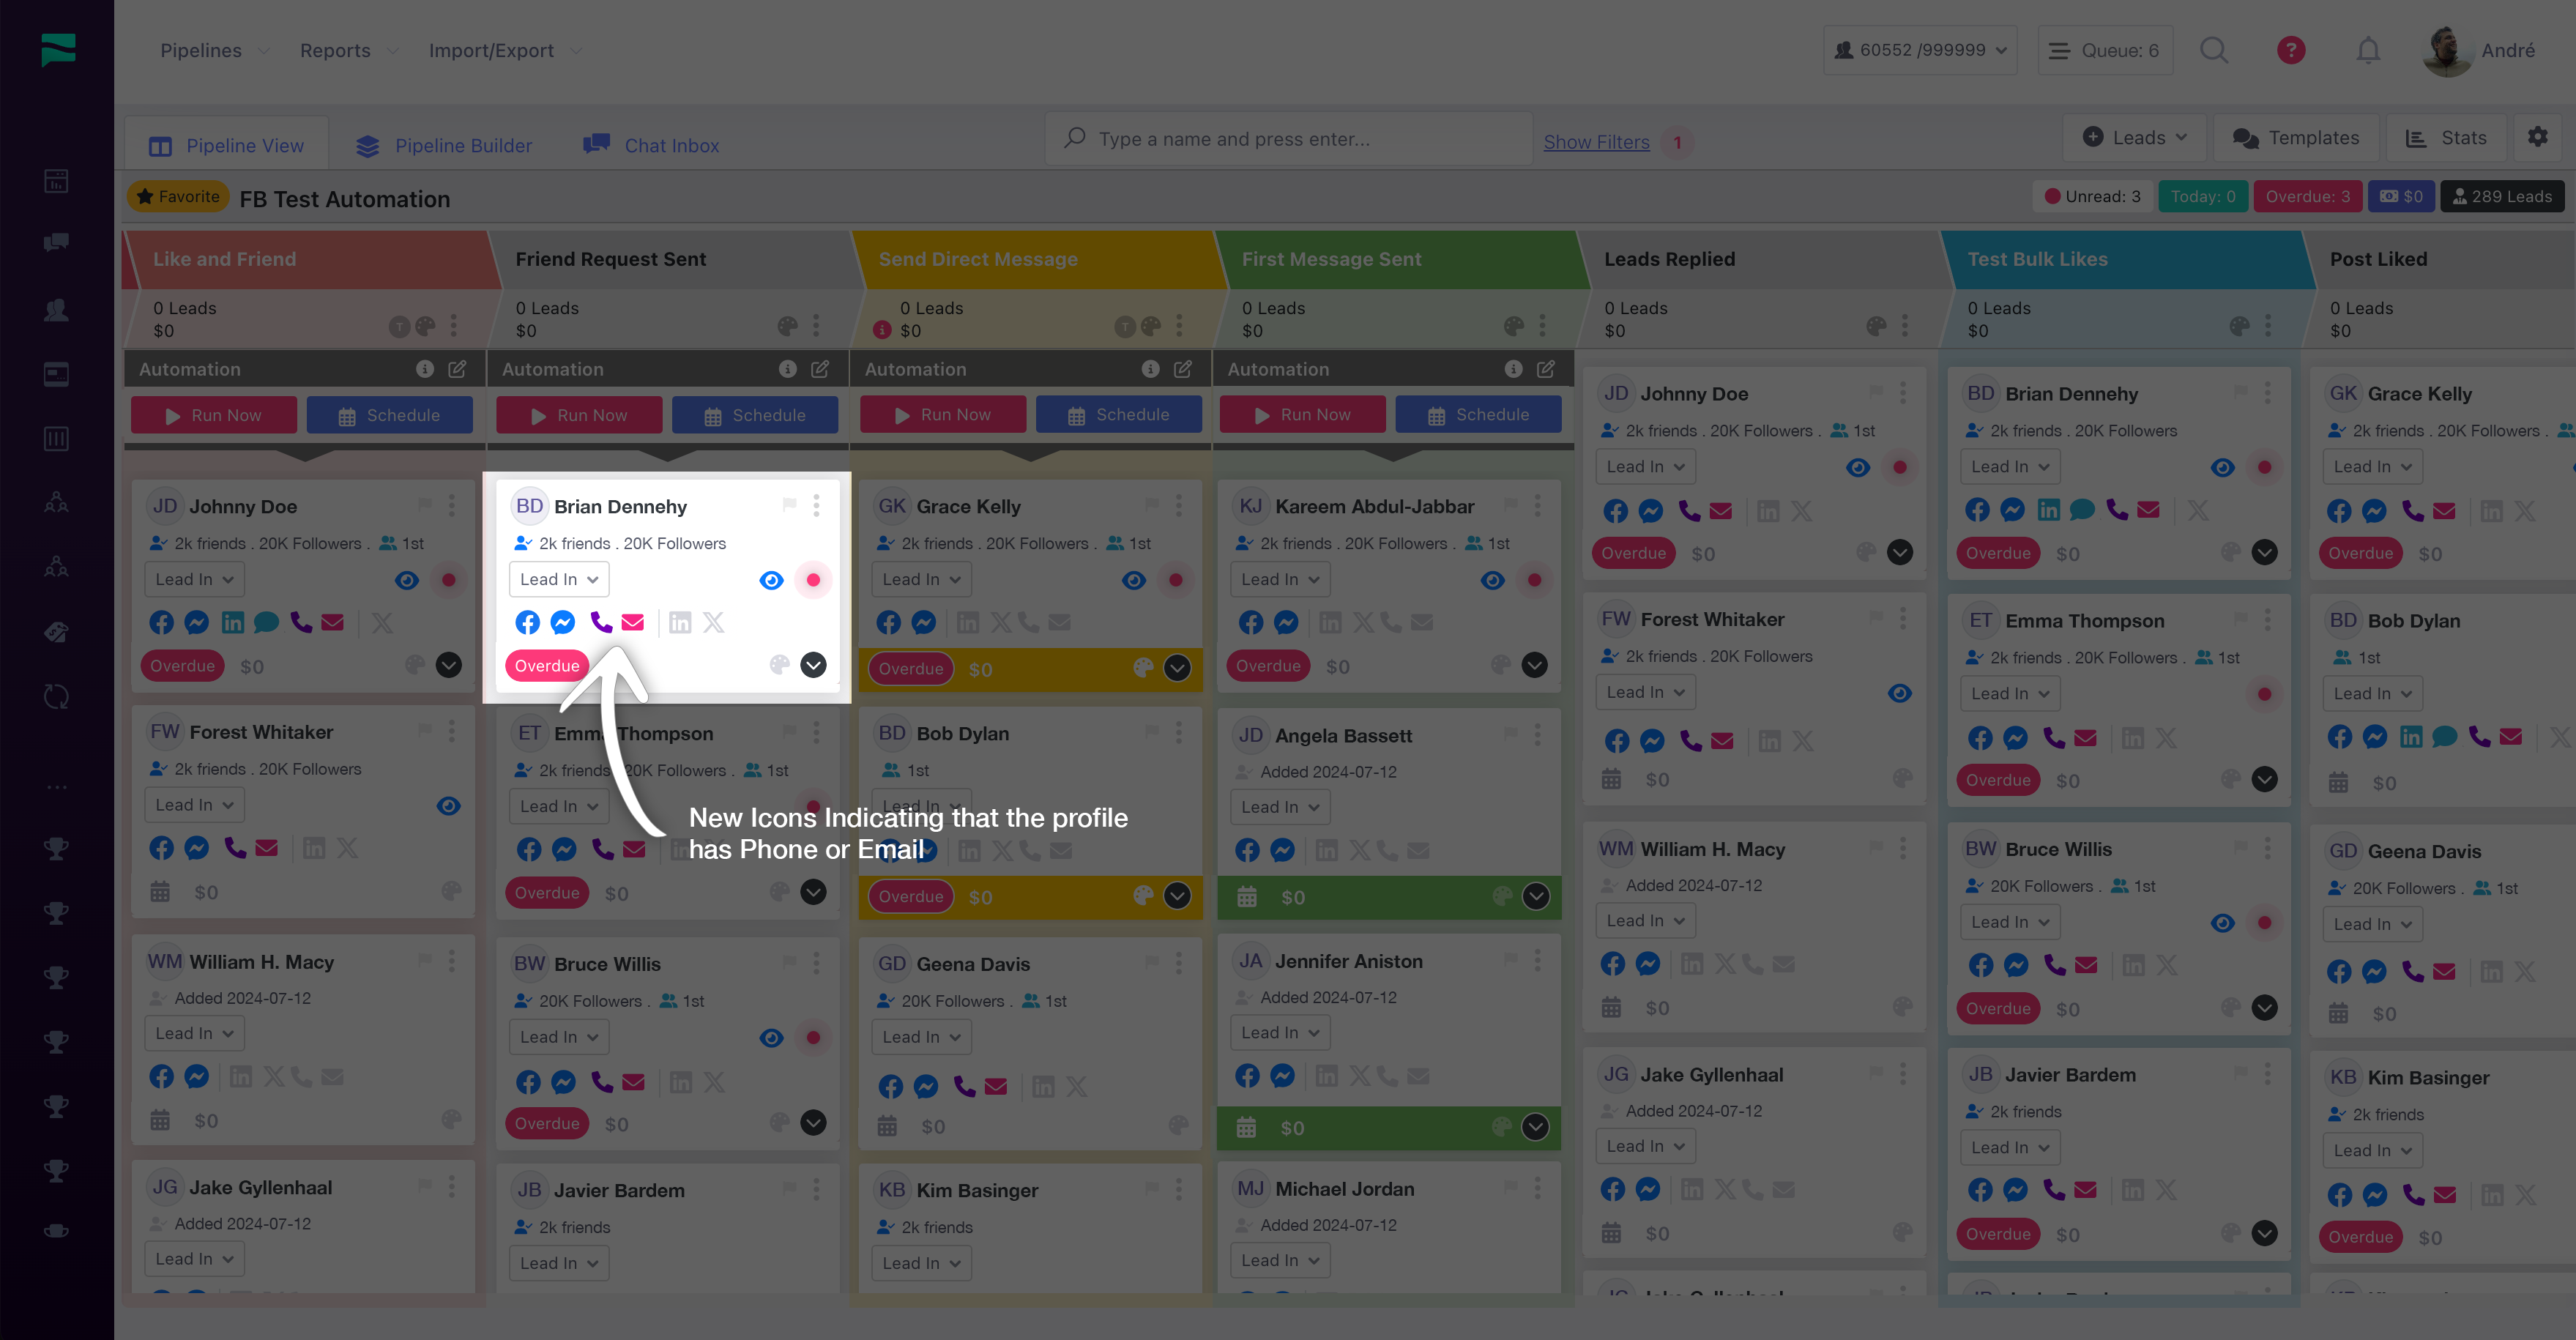 Pipelines Reports Import/Export 60552 /999999 Queue: 6 ? André
Pipeline View Pipeline Builder Chat Inbox Type a name and press enter... Show Filters 1 Leads Templates Stats
Favorite FB Test Automation Unread: 3 Today: 0 Overdue: 3 $0 289 Leads
Like and Friend
0 Leads
$0
T
Automation
Run Now Schedule
JD Johnny Doe
2k friends . 20K Followers . 1st
Lead In
Overdue $0
FW Forest Whitaker
2k friends . 20K Followers
Lead In
$0
WM William H. Macy
Added 2024-07-12
Lead In
$0
JG Jake Gyllenhaal
Added 2024-07-12
Lead In
Friend Request Sent
0 Leads
$0
Automation
Run Now Schedule
BD Brian Dennehy
2k friends . 20K Followers
Lead In
Overdue
ET Emma Thompson
2k friends . 20K Followers . 1st
Lead In
Overdue $0
New Icons Indicating that the profile
has Phone or Email
BW Bruce Willis
20K Followers . 1st
Lead In
Overdue $0
JB Javier Bardem
2k friends
Lead In
Send Direct Message
0 Leads
$0
T
Automation
Run Now Schedule
GK Grace Kelly
2k friends . 20K Followers . 1st
Lead In
Overdue $0
BD Bob Dylan
1st
Lead In
Overdue $0
GD Geena Davis
20K Followers . 1st
Lead In
$0
KB Kim Basinger
2k friends
Lead In
First Message Sent
0 Leads
$0
Automation
Run Now Schedule
KJ Kareem Abdul-Jabbar
2k friends . 20K Followers . 1st
Lead In
Overdue $0
JD Angela Bassett
Added 2024-07-12
Lead In
$0
JA Jennifer Aniston
Added 2024-07-12
Lead In
$0
MJ Michael Jordan
Added 2024-07-12
Lead In
Leads Replied
0 Leads
$0
JD Johnny Doe
2k friends . 20K Followers . 1st
Lead In
Overdue $0
FW Forest Whitaker
2k friends . 20K Followers
Lead In
$0
WM William H. Macy
Added 2024-07-12
Lead In
$0
JG Jake Gyllenhaal
Added 2024-07-12
Lead In
$0
Test Bulk Likes
0 Leads
$0
BD Brian Dennehy
2k friends . 20K Followers
Lead In
Overdue $0
ET Emma Thompson
2k friends . 20K Followers . 1st
Lead In
Overdue $0
BW Bruce Willis
20K Followers . 1st
Lead In
Overdue $0
JB Javier Bardem
2k friends
Lead In
Overdue $0
Post Liked
0 Leads
$0
GK Grace Kelly
2k friends . 20K Followers .
Lead In
Overdue $0
BD Bob Dylan
1st
Lead In
$0
GD Geena Davis
20K Followers . 1st
Lead In
$0
KB Kim Basinger
2k friends
Lead In
Overdue $0